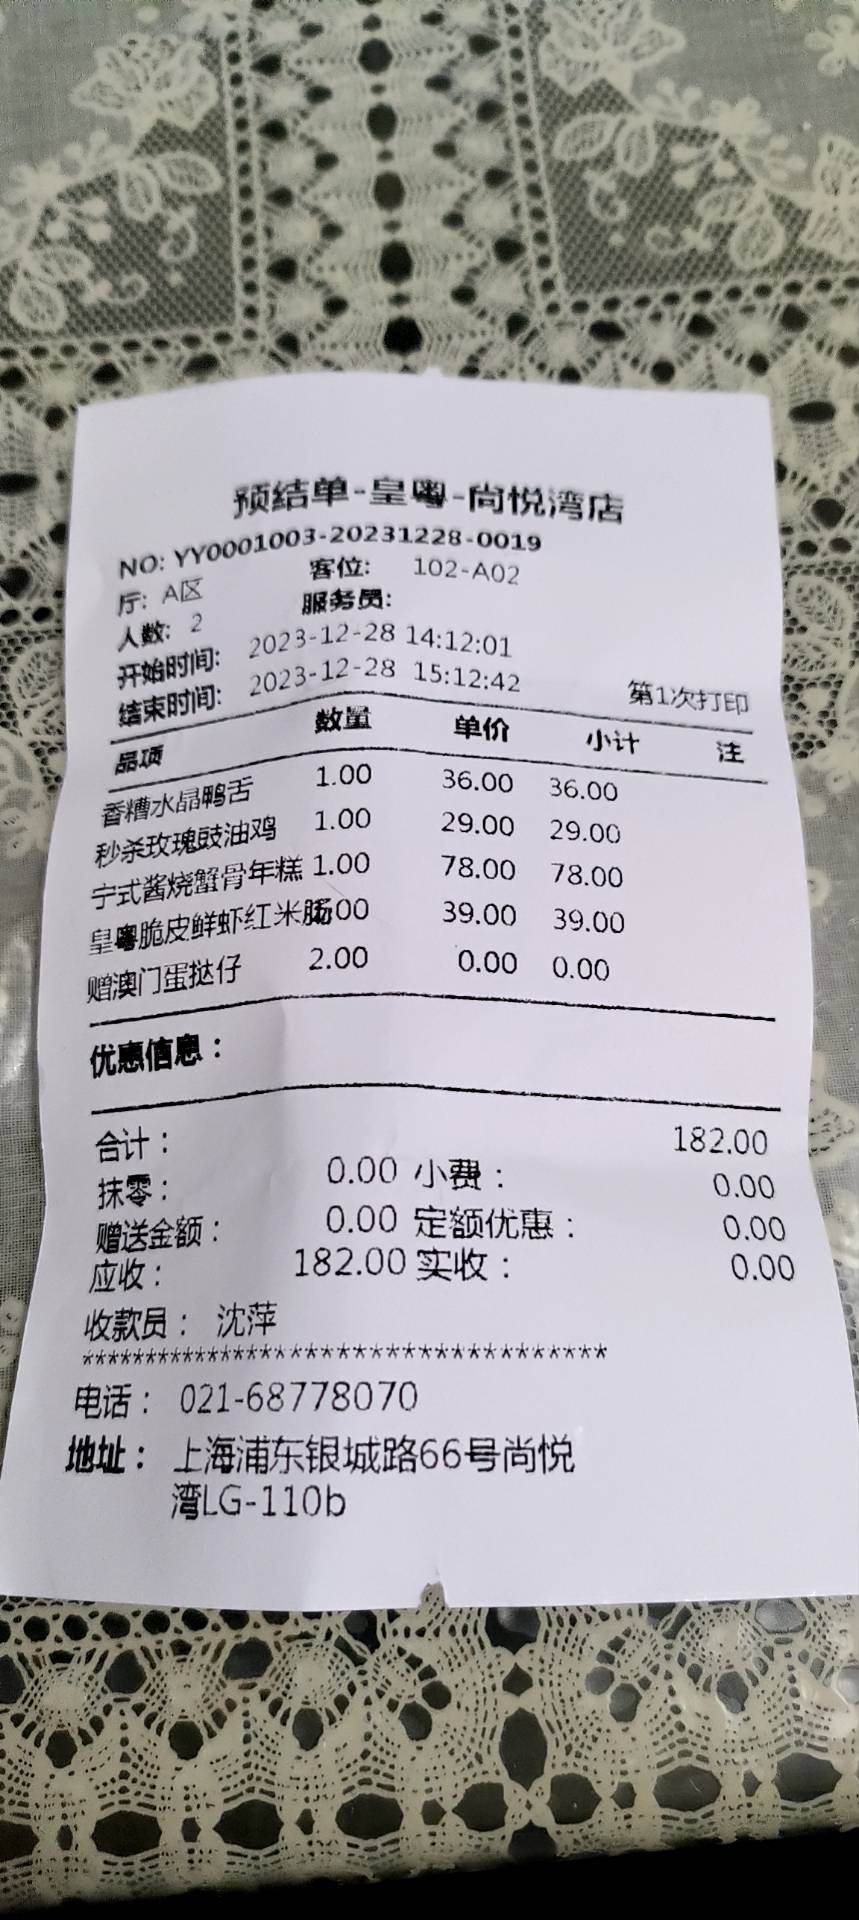 预结单-皇粤-尚悦湾店
NO: YY0001003-20231228-0019
厅: A区 客位: 102-A02
人数: 2 服务员:
开始时间: 2023-12-28 14:12:01
结束时间: 2023-12-28 15:12:42 第1次打印
品项 数量 单价 小计 注
香糟水晶鸭舌 1.00 36.00 36.00
秒杀玫瑰豉油鸡 1.00 29.00 29.00
宁式酱烧蟹骨年糕 1.00 78.00 78.00
皇粤脆皮鲜虾红米肠 1.00 39.00 39.00
赠澳门蛋挞仔 2.00 0.00 0.00
优惠信息：
合计： 182.00
抹零： 0.00 小费： 0.00
赠送金额： 0.00 定额优惠： 0.00
应收： 182.00 实收： 0.00
收款员： 沈萍
****************************************
电话： 021-68778070
地址： 上海浦东银城路66号尚悦
湾LG-110b